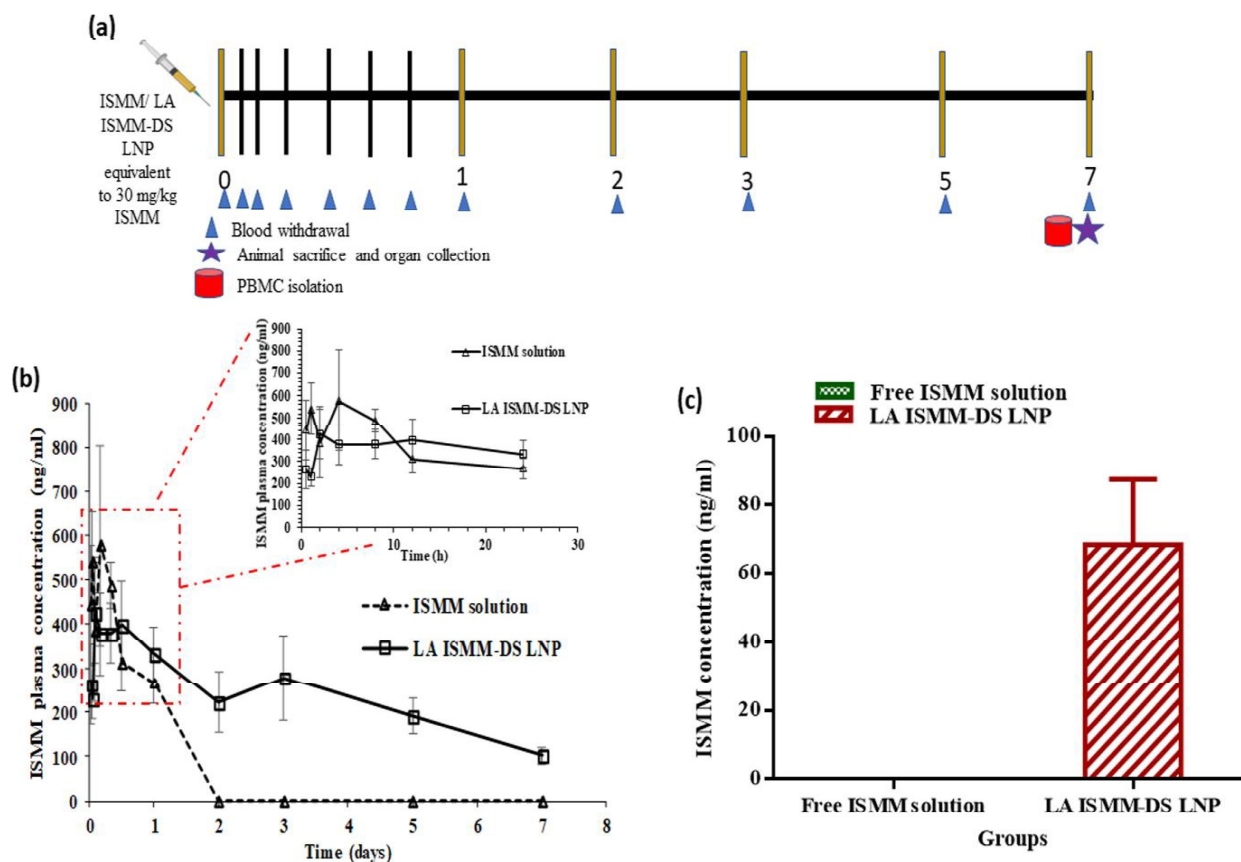 (a)
ISMM/ LA
ISMM-DS
LNP
equivalent
to 30 mg/kg
ISMM
0
1
2
3
5
7
Blood withdrawal
Animal sacrifice and organ collection
PBMC isolation
(b)
ISMM plasma concentration (ng/ml)
900
800
700
600
500
400
300
200
100
0
0
1
2
3
4
5
6
7
8
Time (days)
ISMM solution
LA ISMM-DS LNP
ISMM plasma concentration (ng/ml)
900
800
700
600
500
400
300
200
100
0
0
10
20
30
Time (h)
ISMM solution
LA ISMM-DS LNP
(c)
Free ISMM solution
LA ISMM-DS LNP
ISMM concentration (ng/ml)
100
80
60
40
20
0
Free ISMM solution
LA ISMM-DS LNP
Groups